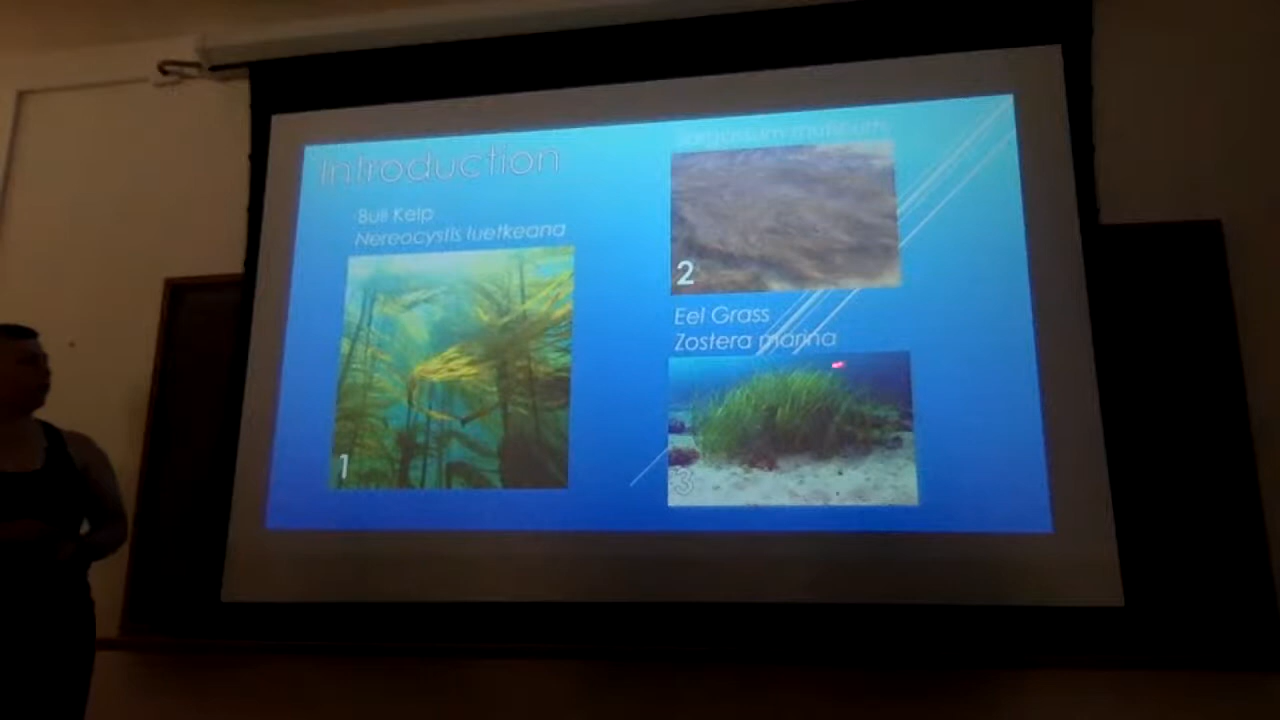 Introduction
Bull Kelp
Nereocystis luetkeana
1
2
Eel Grass
Zostera marina
3